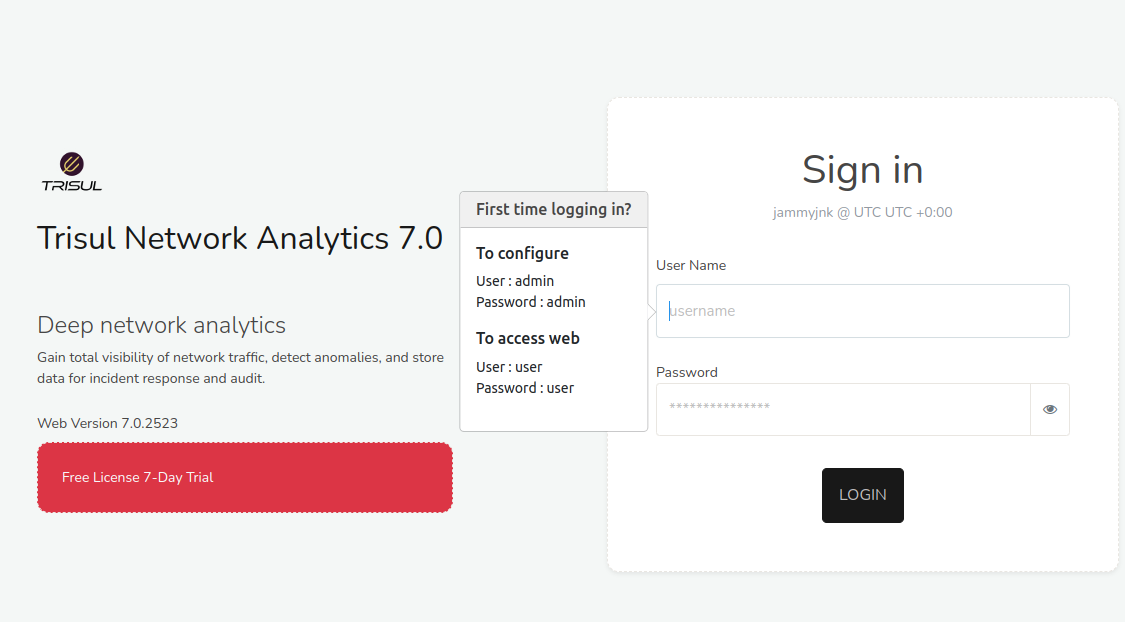 TRISUL
Trisul Network Analytics 7.0
Deep network analytics
Gain total visibility of network traffic, detect anomalies, and store
data for incident response and audit.
Web Version 7.0.2523
Free License 7-Day Trial
First time logging in?
To configure
User : admin
Password : admin
To access web
User : user
Password : user
Sign in
jammyjnk @ UTC UTC +0:00
User Name
username
Password
***************
LOGIN